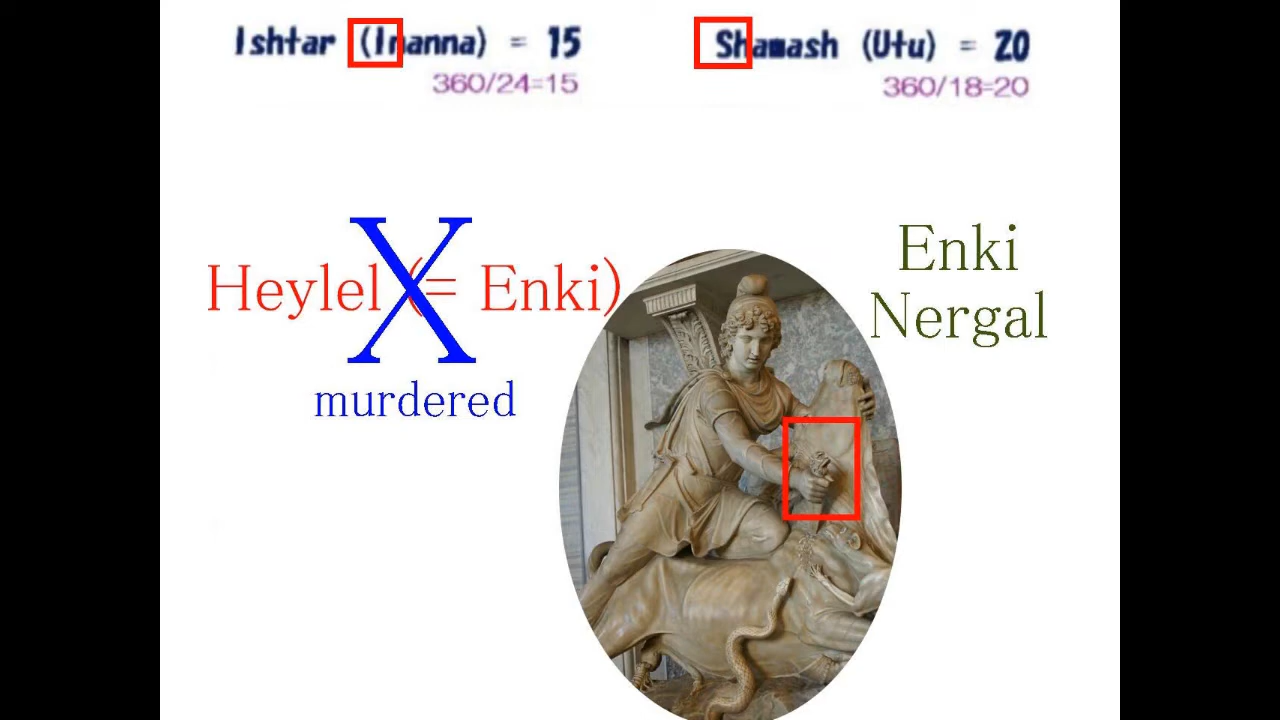 Ishtar (Inanna) = 15
360/24=15
Shamash (Utu) = 20
360/18=20
Heylel (= Enki)
X
murdered
Enki
Nergal